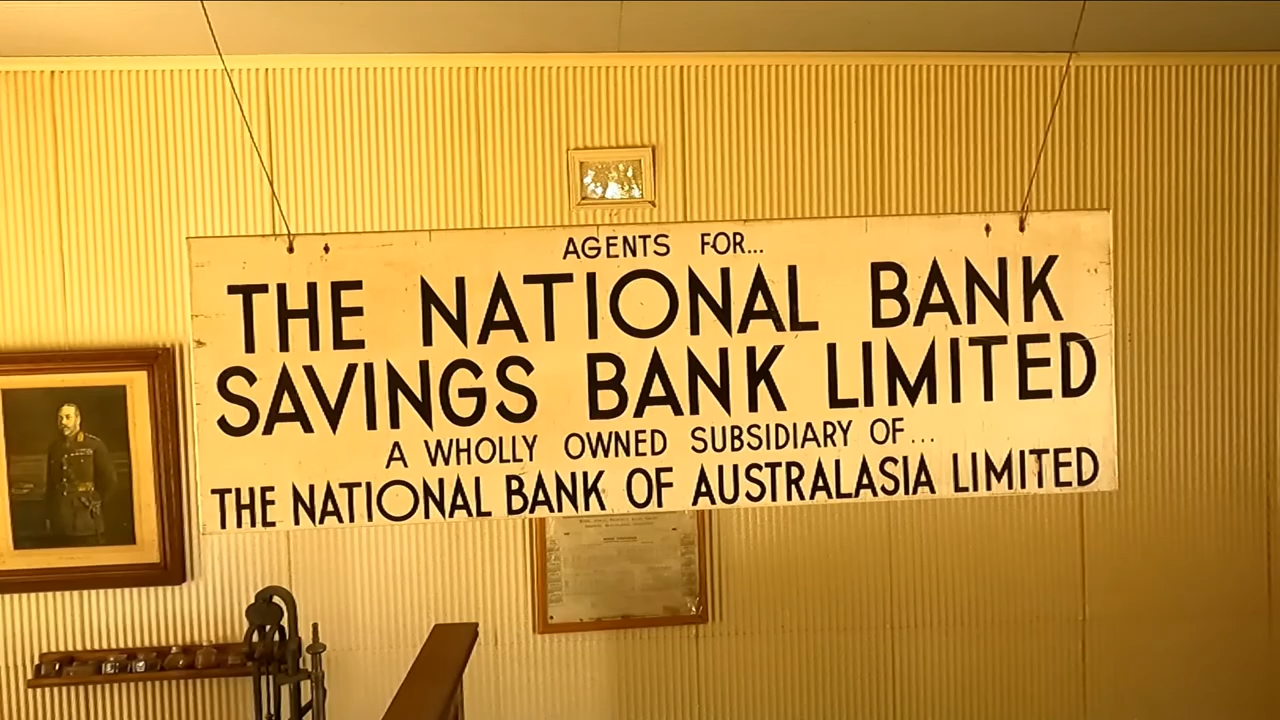 AGENTS FOR...
THE NATIONAL BANK
SAVINGS BANK LIMITED
A WHOLLY OWNED SUBSIDIARY OF...
THE NATIONAL BANK OF AUSTRALASIA LIMITED